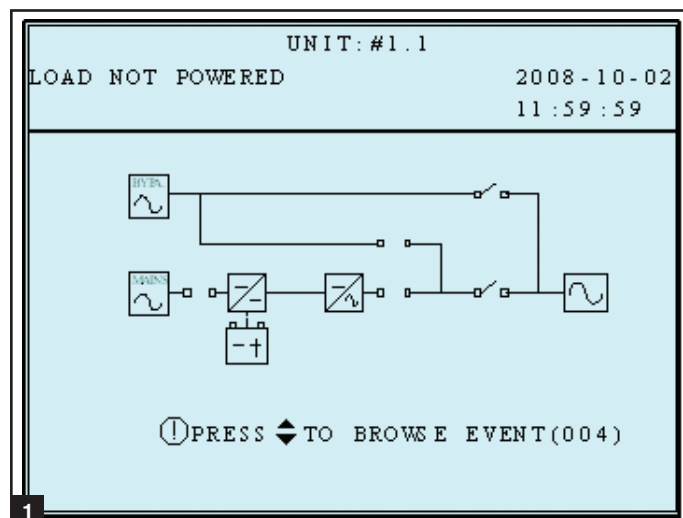 UNIT:#1.1
LOAD NOT POWERED
2008-10-02
11:59:59
BYPA.
MAINS
PRESS TO BROWSE EVENT(004)
1